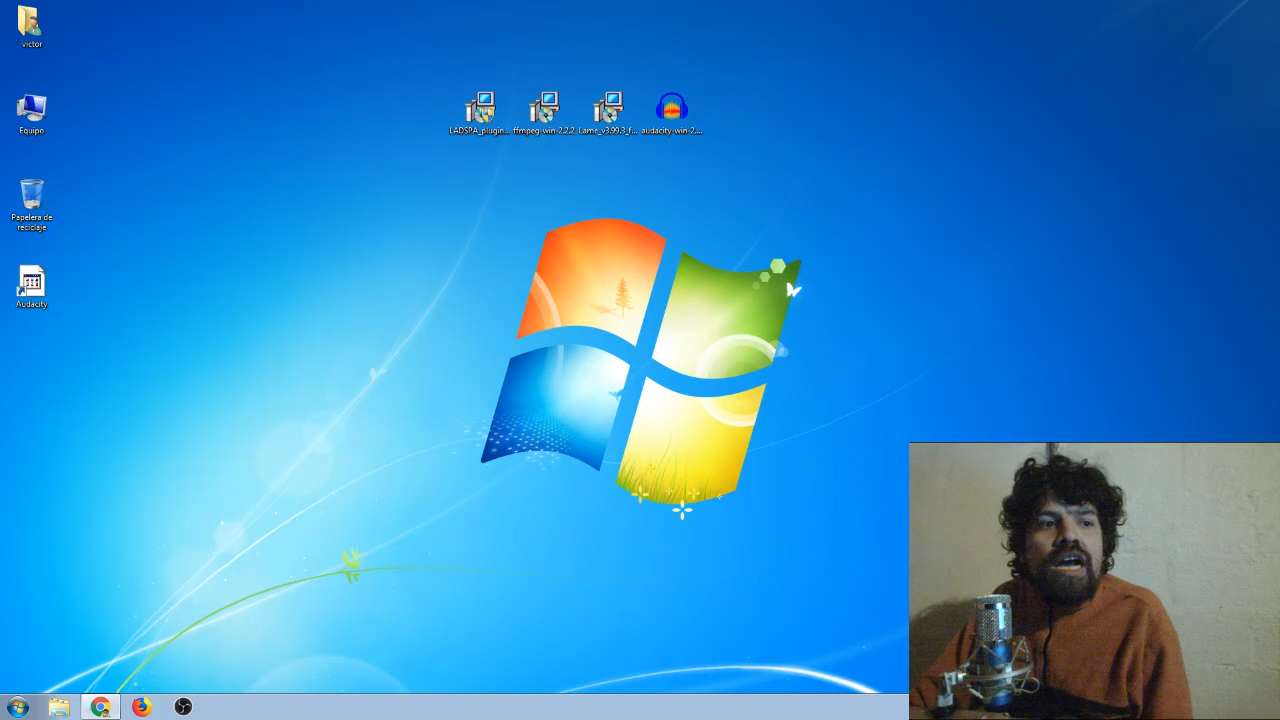 victor
Equipo
Papelera de
reciclaje
Audacity
LADSPA_plugin...
ffmpeg-win-2.2.2
Lame_v3.99.3_f...
audacity-win-2....